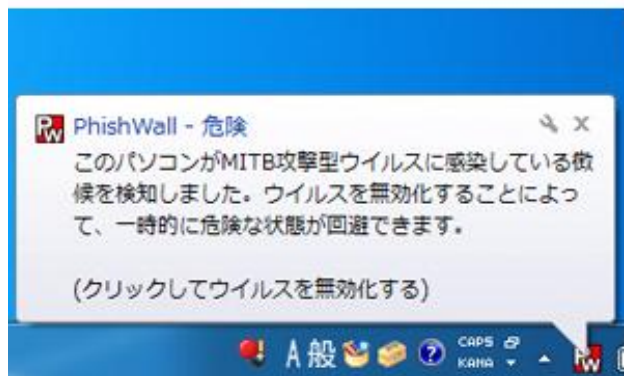 PW PhishWall - 危険
このパソコンがMITB攻撃型ウイルスに感染している徴
候を検知しました。ウイルスを無効化することによっ
て、一時的に危険な状態が回避できます。
(クリックしてウイルスを無効化する)
A 般 ? CAPS
KANA PW